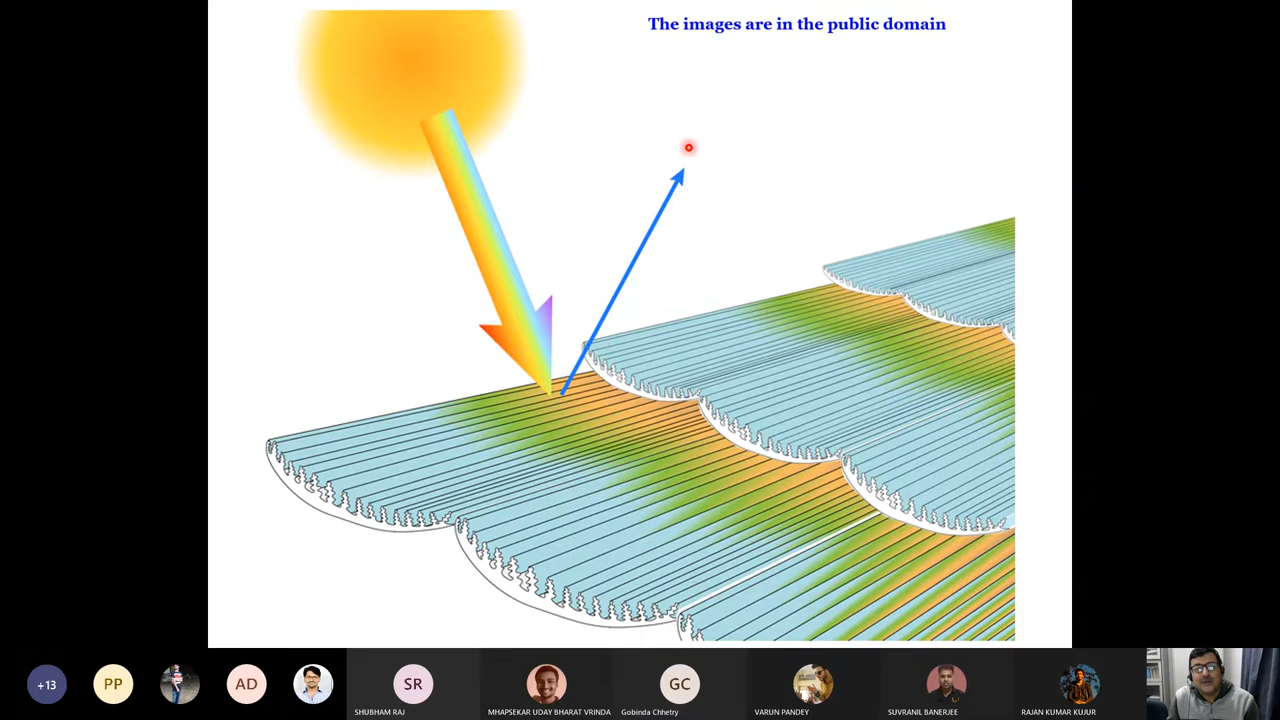 The images are in the public domain
+13
PP
AD
SR
GC
SHUBHAM RAJ
MHAPSEKAR UDAY BHARAT VRINDA
Gobinda Chhetry
VARUN PANDEY
SUVRANIL BANERJEE
RAJAN KUMAR KUJUR